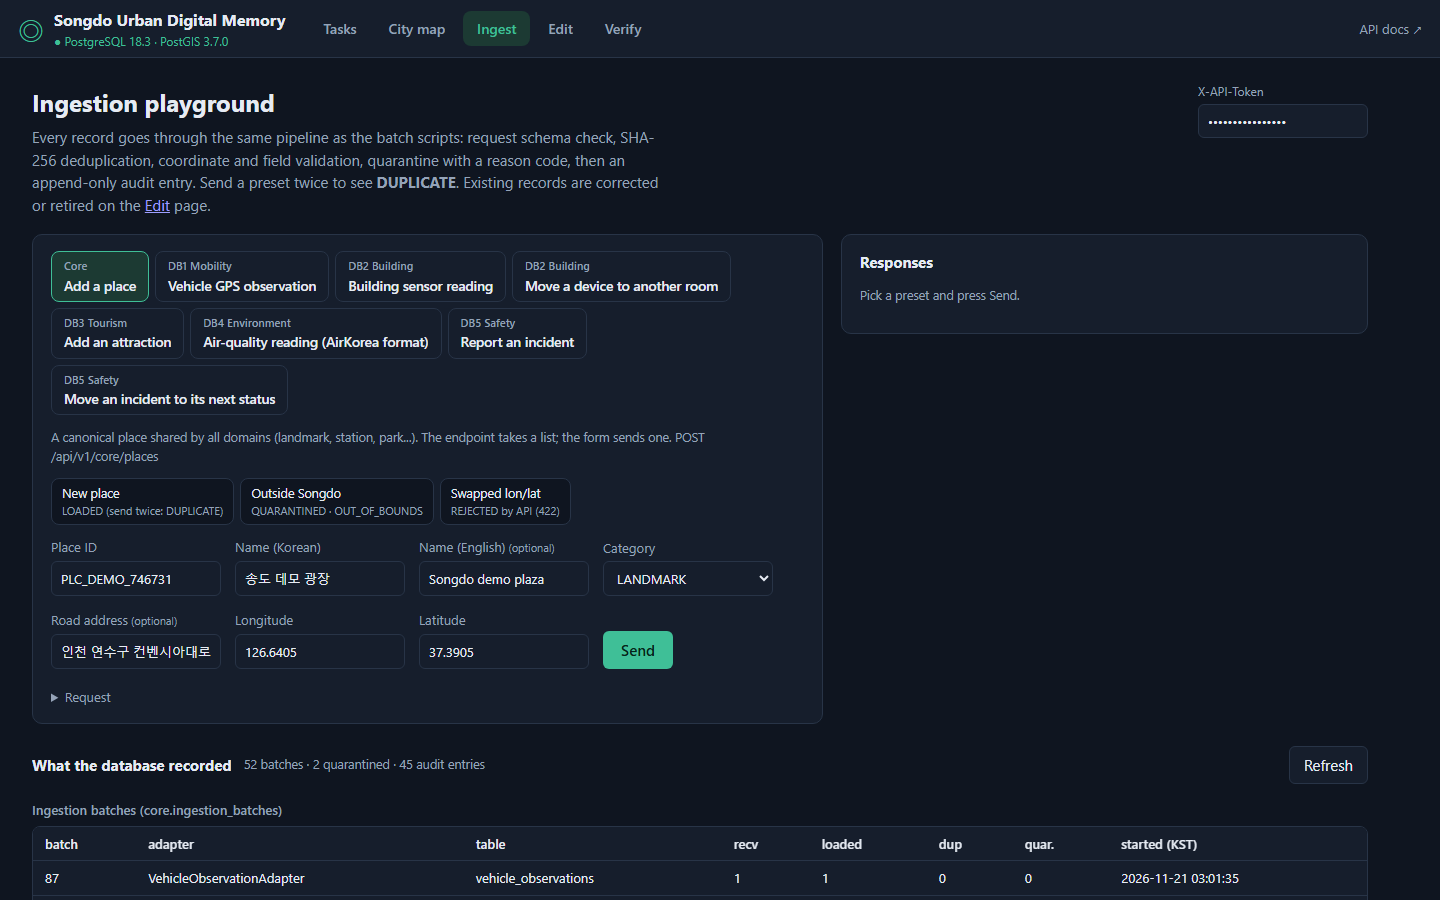 Songdo Urban Digital Memory
● PostgreSQL 18.3 · PostGIS 3.7.0
Tasks City map Ingest Edit Verify
API docs ↗
Ingestion playground
X-API-Token
••••••••••••••••
Every record goes through the same pipeline as the batch scripts: request schema check, SHA-
256 deduplication, coordinate and field validation, quarantine with a reason code, then an
append-only audit entry. Send a preset twice to see DUPLICATE. Existing records are corrected
or retired on the Edit page.
Core
Add a place
DB1 Mobility
Vehicle GPS observation
DB2 Building
Building sensor reading
DB2 Building
Move a device to another room
DB3 Tourism
Add an attraction
DB4 Environment
Air-quality reading (AirKorea format)
DB5 Safety
Report an incident
DB5 Safety
Move an incident to its next status
A canonical place shared by all domains (landmark, station, park...). The endpoint takes a list; the form sends one. POST
/api/v1/core/places
New place
LOADED (send twice: DUPLICATE)
Outside Songdo
QUARANTINED · OUT_OF_BOUNDS
Swapped lon/lat
REJECTED by API (422)
Place ID
PLC_DEMO_746731
Name (Korean)
송도 데모 광장
Name (English) (optional)
Songdo demo plaza
Category
LANDMARK
Road address (optional)
인천 연수구 컨벤시아대로
Longitude
126.6405
Latitude
37.3905
Send
▶ Request
Responses
Pick a preset and press Send.
What the database recorded 52 batches · 2 quarantined · 45 audit entries
Refresh
Ingestion batches (core.ingestion_batches)
batch adapter table recv loaded dup quar. started (KST)
87 VehicleObservationAdapter vehicle_observations 1 1 0 0 2026-11-21 03:01:35